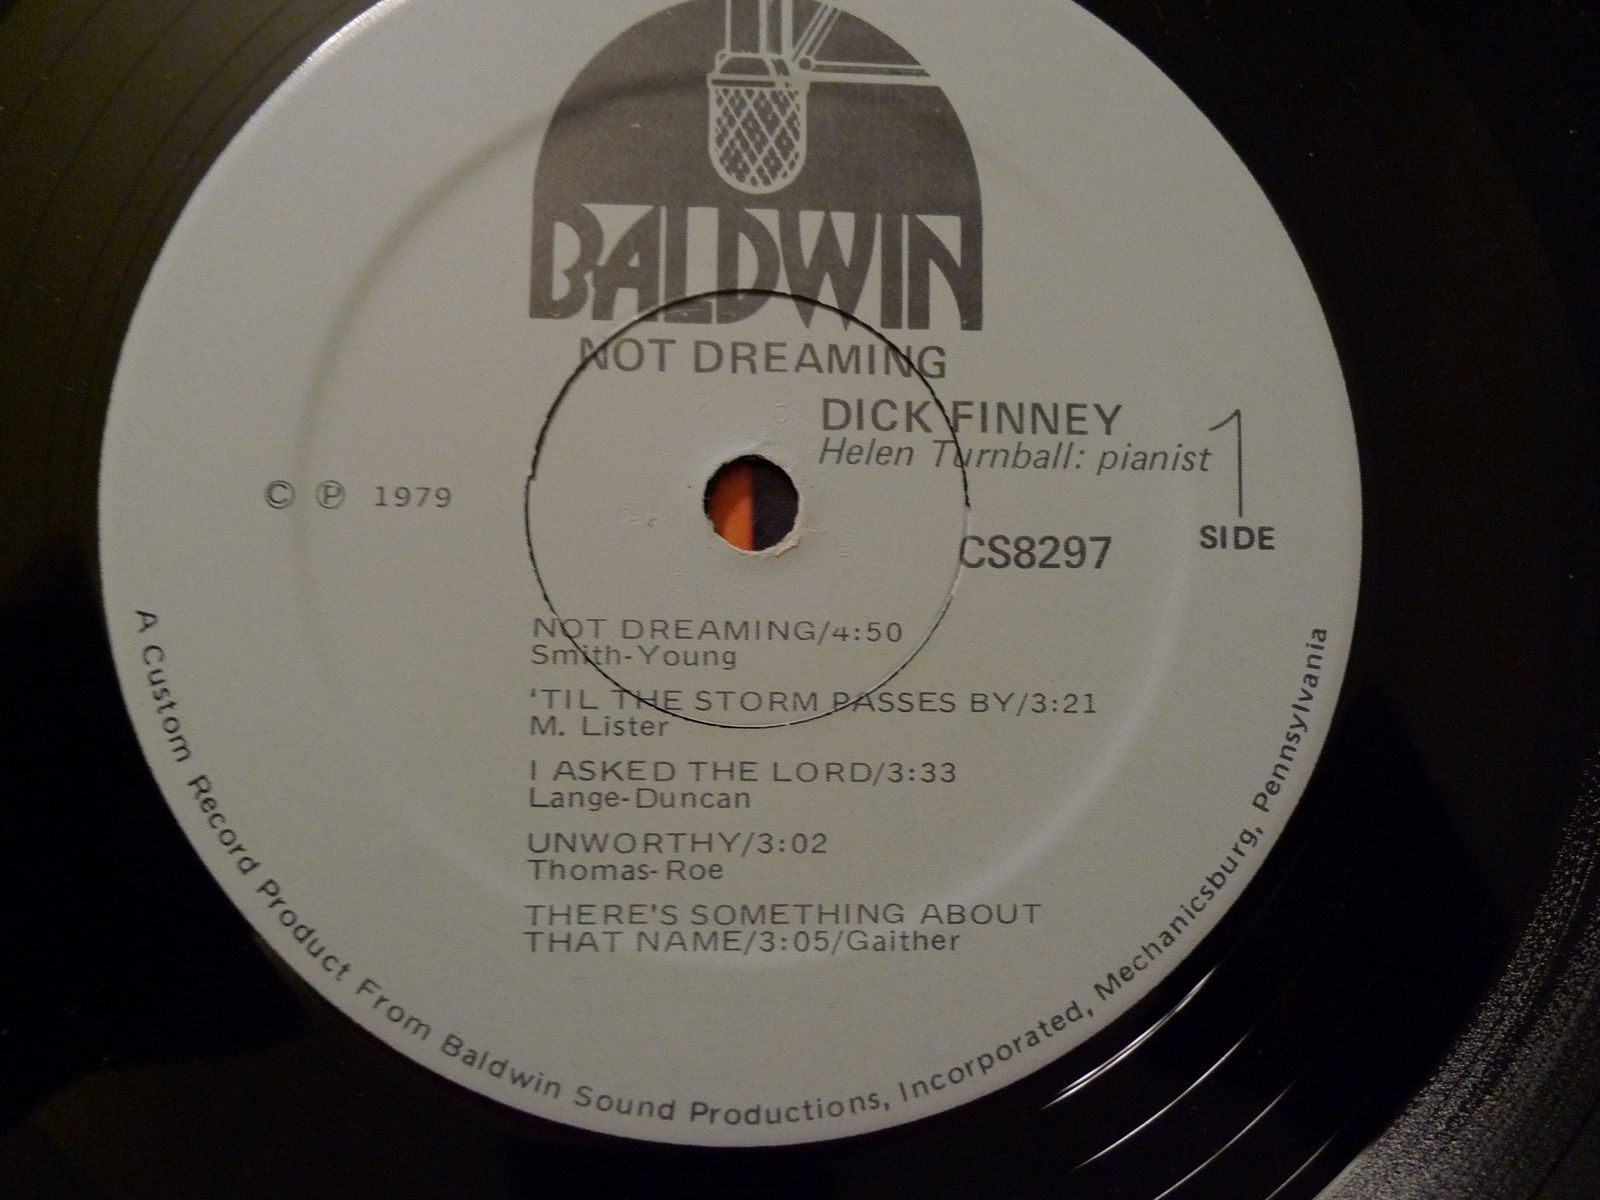 BALDWIN
NOT DREAMING
DICK FINNEY
Helen Turnball: pianist
1
SIDE
© ℗ 1979
CS8297
NOT DREAMING/4:50
Smith-Young
'TIL THE STORM PASSES BY/3:21
M. Lister
I ASKED THE LORD/3:33
Lange-Duncan
UNWORTHY/3:02
Thomas-Roe
THERE'S SOMETHING ABOUT
THAT NAME/3:05/Gaither
A Custom Record Product From Baldwin Sound Productions, Incorporated, Mechanicsburg, Pennsylvania